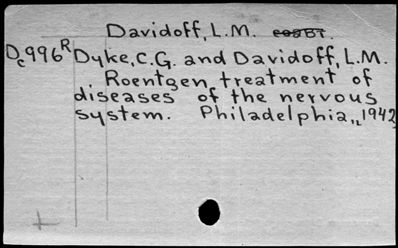 Davidoff, L.M.
Dc996R Dyke, C.G. and Davidoff, L.M.
Roentgen treatment of
diseases of the nervous
system. Philadelphia, 1942